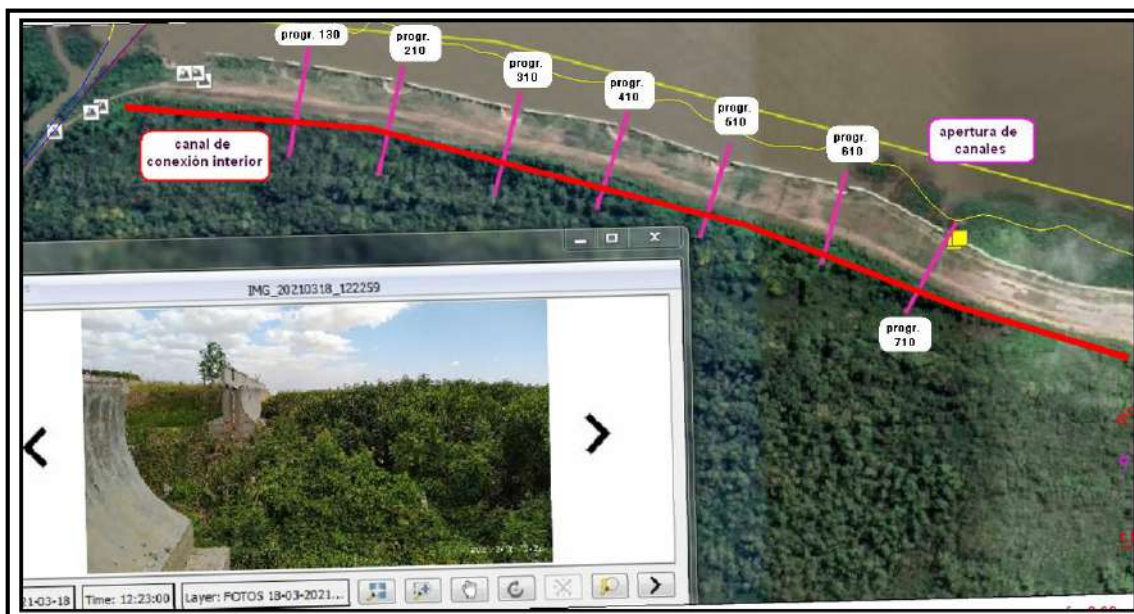 progr. 130
progr.
210
progr.
310
progr.
410
progr.
510
progr.
610
apertura de
canales
canal de
conexión interior
progr.
710
IMG_20210318_122259
21-03-18
Time: 12:23:00
Layer: FOTOS 18-03-2021...